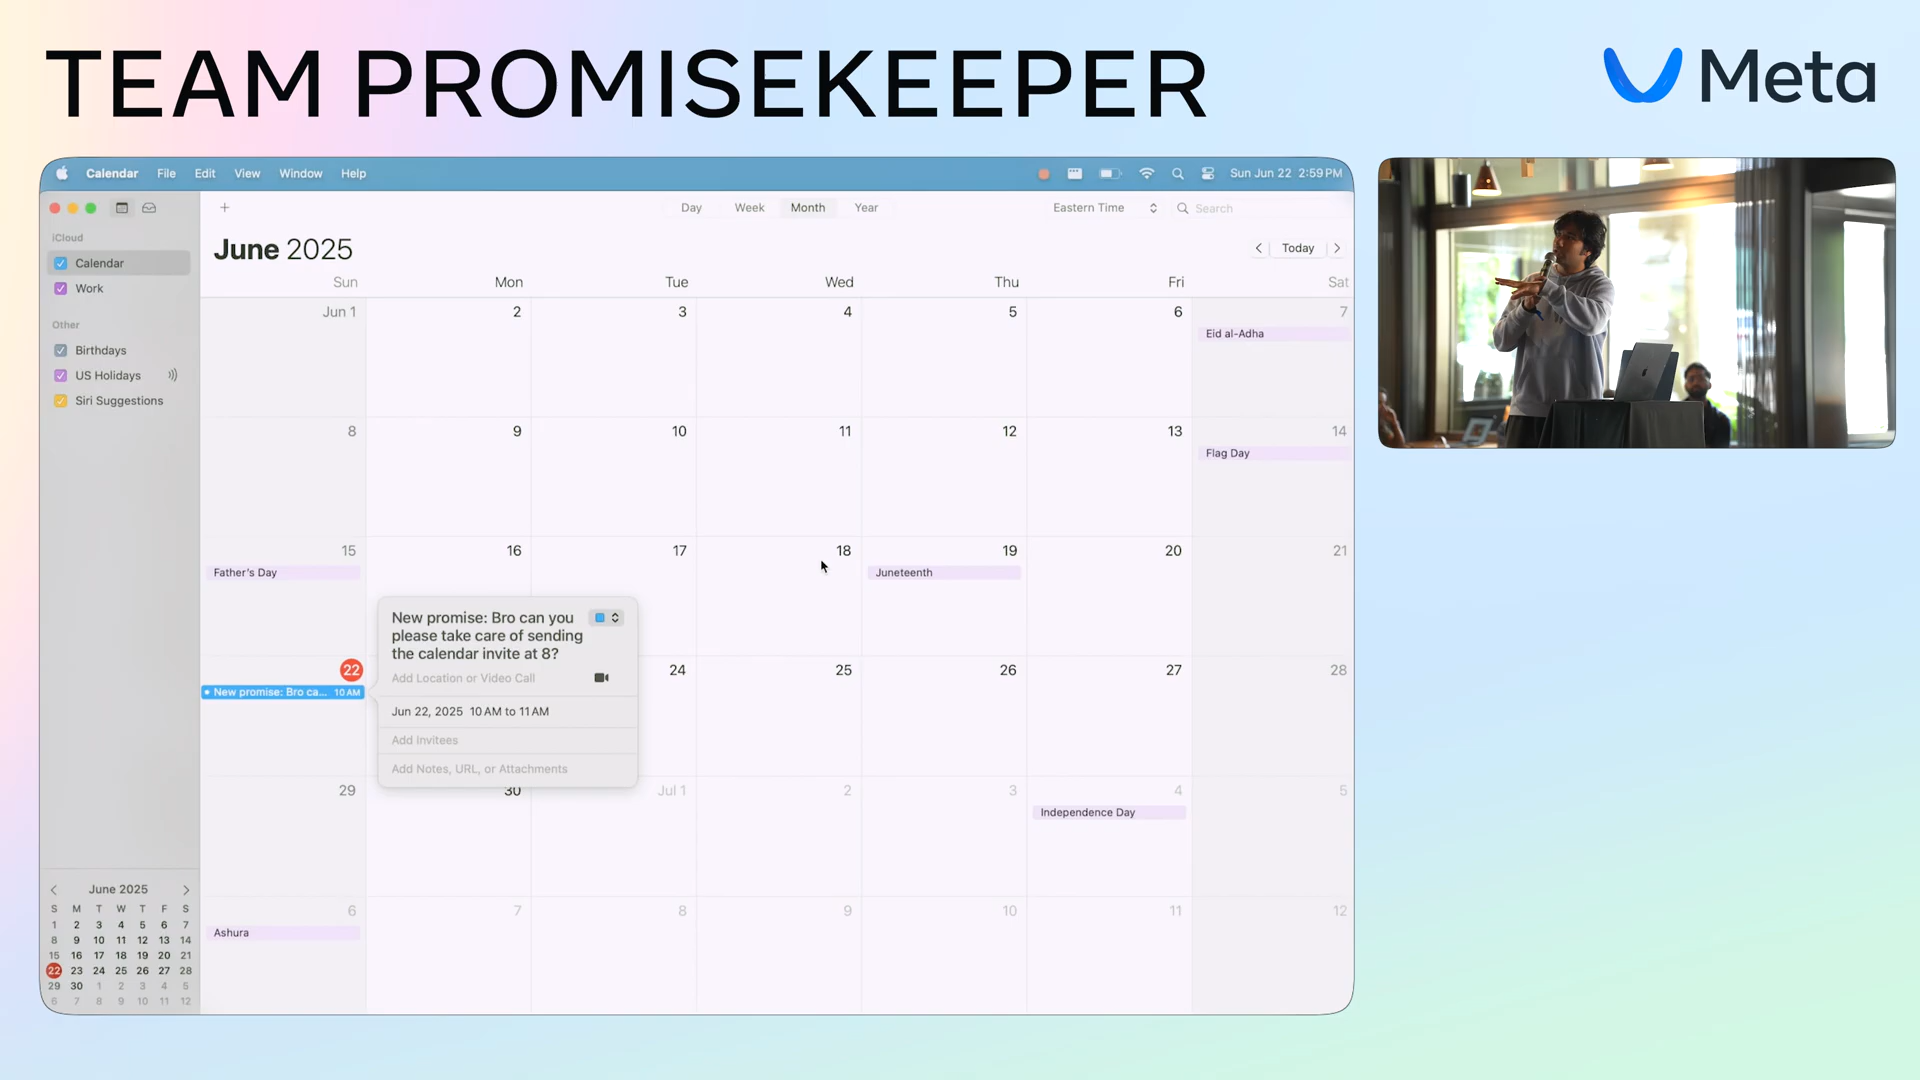 TEAM PROMISEKEEPER
Meta
Calendar File Edit View Window Help
Sun Jun 22 2:59 PM
Day Week Month Year
Eastern Time
Search
iCloud
Calendar
Work
Other
Birthdays
US Holidays
Siri Suggestions
June 2025
Today
Sun Mon Tue Wed Thu Fri Sat
Jun 1 2 3 4 5 6 7
Eid al-Adha
8 9 10 11 12 13 14
Flag Day
15 16 17 18 19 20 21
Father's Day
Juneteenth
22 24 25 26 27 28
New promise: Bro ca... 10 AM
New promise: Bro can you
please take care of sending
the calendar invite at 8?
Add Location or Video Call
Jun 22, 2025 10 AM to 11 AM
Add Invitees
Add Notes, URL, or Attachments
29 30 Jul 1 2 3 4 5
Independence Day
6 7 8 9 10 11 12
Ashura
June 2025
S M T W T F S
1 2 3 4 5 6 7
8 9 10 11 12 13 14
15 16 17 18 19 20 21
22 23 24 25 26 27 28
29 30 1 2 3 4 5
6 7 8 9 10 11 12